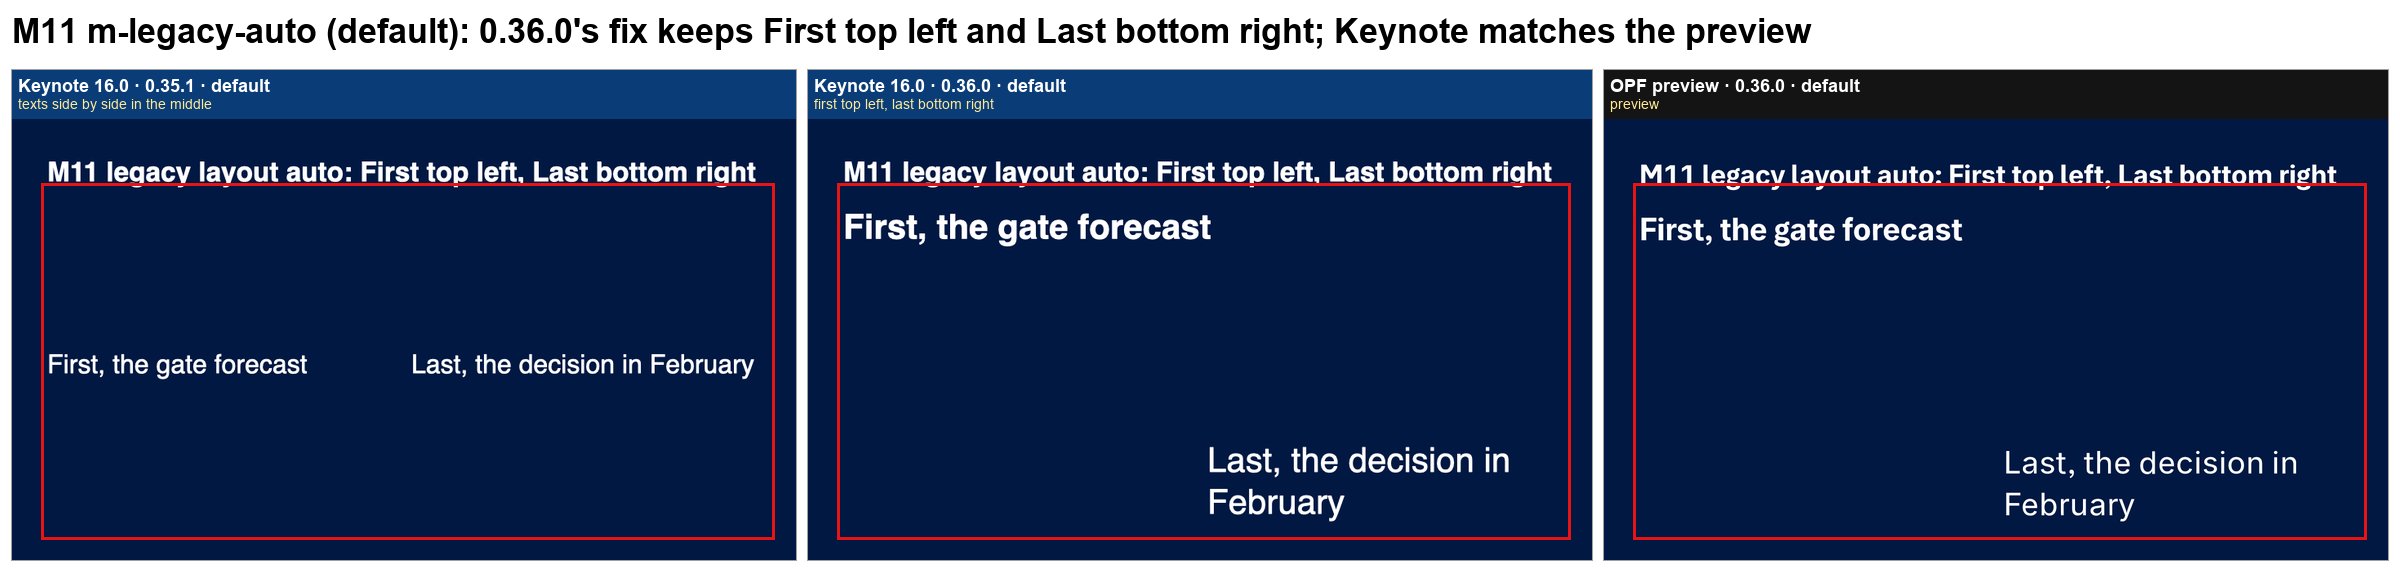 M11 m-legacy-auto (default): 0.36.0's fix keeps First top left and Last bottom right; Keynote matches the preview
Keynote 16.0 · 0.35.1 · default
texts side by side in the middle
M11 legacy layout auto: First top left, Last bottom right
First, the gate forecast
Last, the decision in February
Keynote 16.0 · 0.36.0 · default
first top left, last bottom right
M11 legacy layout auto: First top left, Last bottom right
First, the gate forecast
Last, the decision in
February
OPF preview · 0.36.0 · default
preview
M11 legacy layout auto: First top left, Last bottom right
First, the gate forecast
Last, the decision in
February